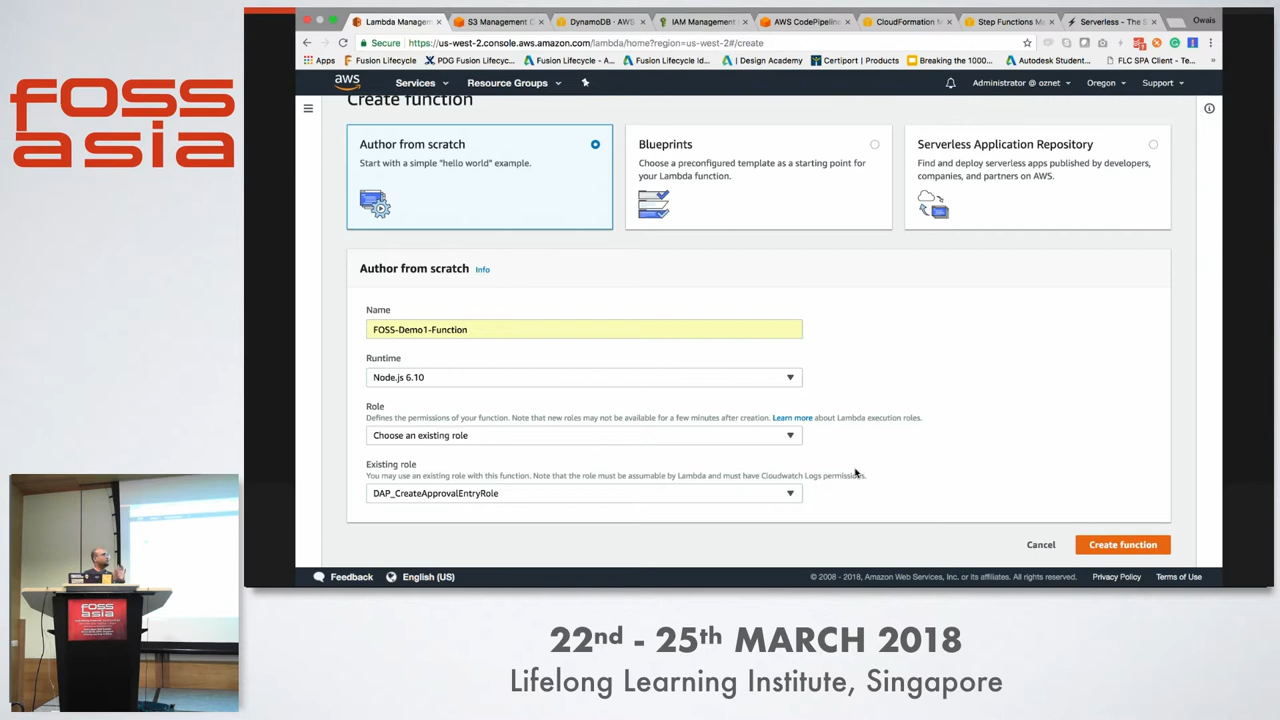 FOSS
asia
Lambda Managemen
S3 Management C
DynamoDB · AWS
IAM Management
AWS CodePipeline
CloudFormation M
Step Functions M
Serverless - The S
Owais
Secure
https://us-west-2.console.aws.amazon.com/lambda/home?region=us-west-2#/create
Apps
Fusion Lifecycle
PDG Fusion Lifecyc...
Fusion Lifecycle - A...
Fusion Lifecycle Id...
Design Academy
Certiport | Products
Breaking the 1000...
Autodesk Student...
FLC SPA Client - Te...
»
aws
Services
Resource Groups
Administrator @ oznet
Oregon
Support
Create function
Author from scratch
Start with a simple "hello world" example.
Blueprints
Choose a preconfigured template as a starting point for
your Lambda function.
Serverless Application Repository
Find and deploy serverless apps published by developers,
companies, and partners on AWS.
Author from scratch Info
Name
FOSS-Demo1-Function
Runtime
Node.js 6.10
Role
Defines the permissions of your function. Note that new roles may not be available for a few minutes after creation. Learn more about Lambda execution roles.
Choose an existing role
Existing role
You may use an existing role with this function. Note that the role must be assumable by Lambda and must have Cloudwatch Logs permissions.
DAP_CreateApprovalEntryRole
Cancel
Create function
Feedback
English (US)
© 2008 - 2018, Amazon Web Services, Inc. or its affiliates. All rights reserved.
Privacy Policy
Terms of Use
FOSS
asia
22nd - 25th MARCH 2018
Lifelong Learning Institute, Singapore